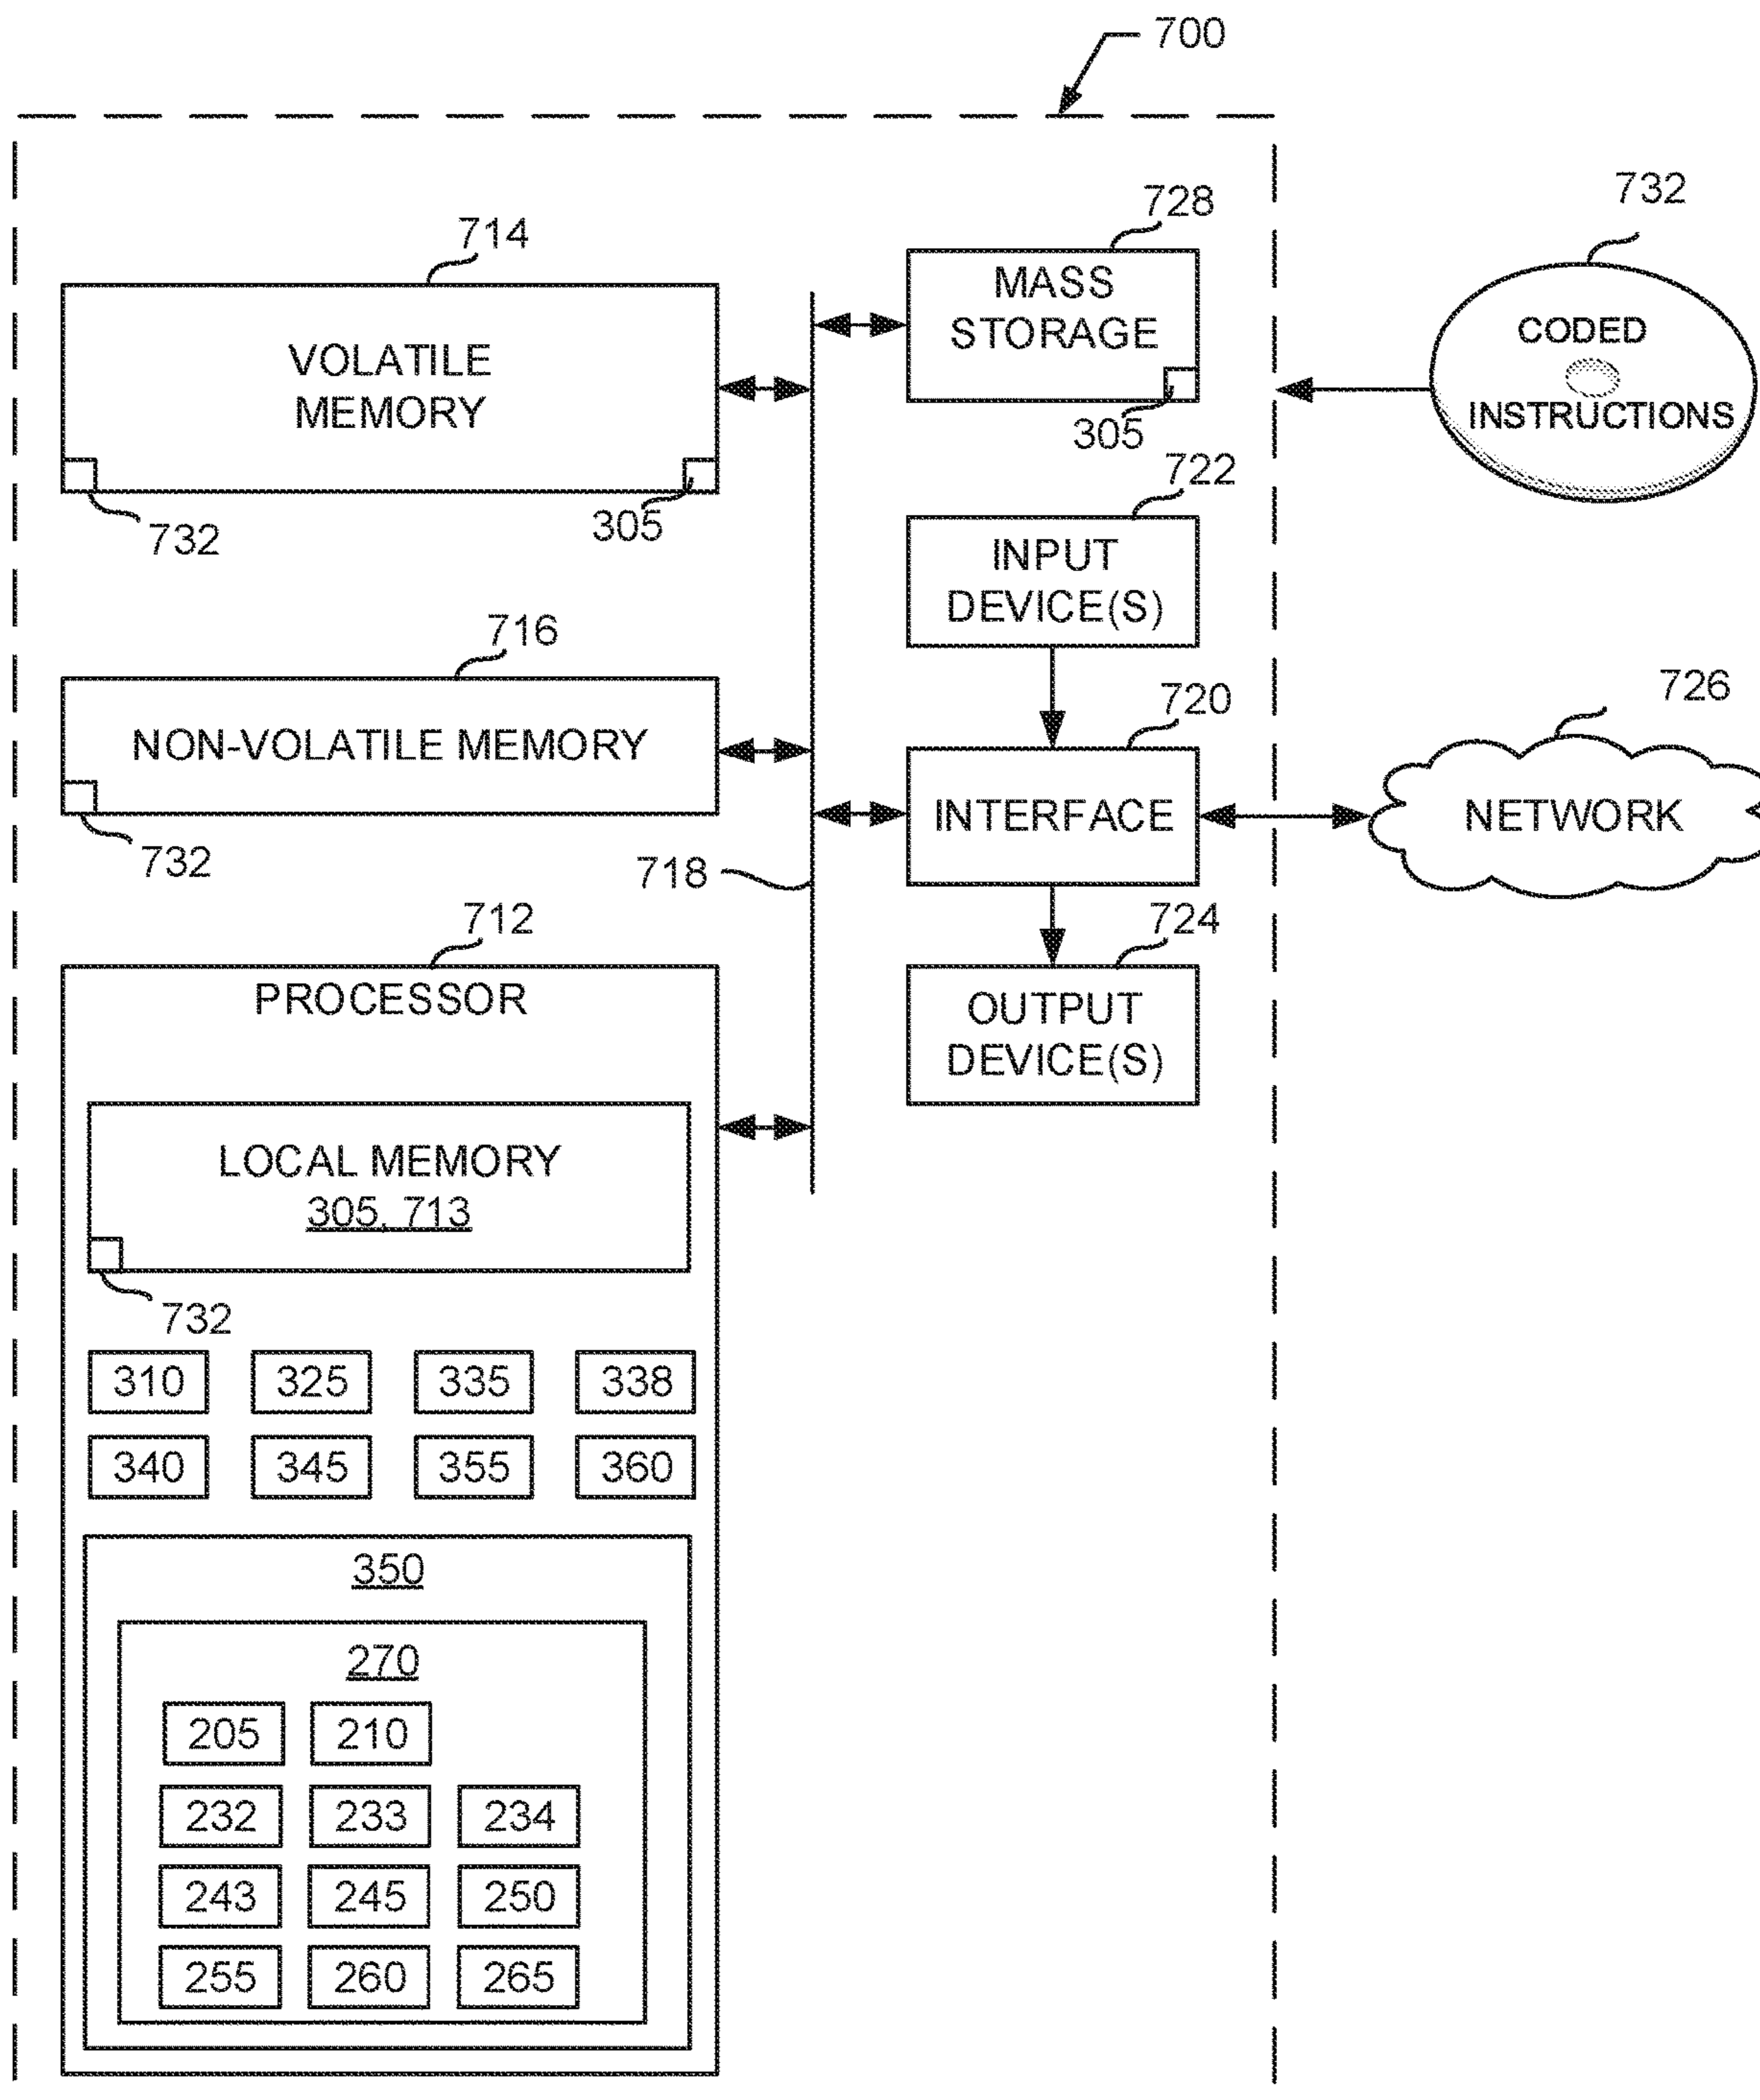 700
714
VOLATILE
MEMORY
732
305
728
MASS
STORAGE
305
732
CODED
INSTRUCTIONS
722
INPUT
DEVICE(S)
716
NON-VOLATILE MEMORY
732
720
INTERFACE
726
NETWORK
718
724
OUTPUT
DEVICE(S)
712
PROCESSOR
LOCAL MEMORY
305, 713
732
310 325 335 338
340 345 355 360
350
270
205 210
232 233 234
243 245 250
255 260 265